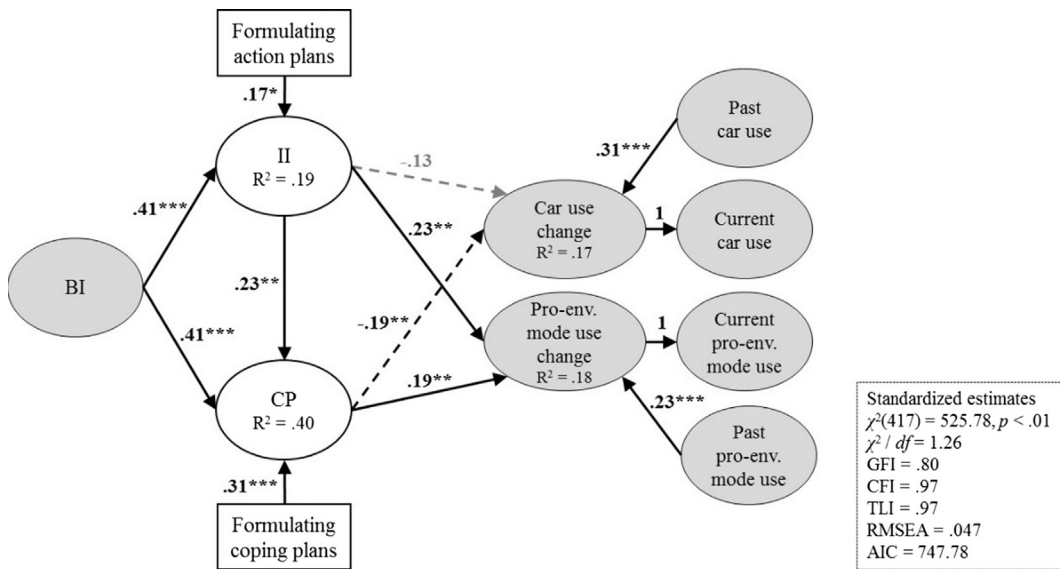 Formulating
action plans
.17*
II
R² = .19
-.13
.31***
Past
car use
.41***
Car use
change
R² = .17
1
Current
car use
.23**
BI
.23**
-.19**
.41***
Pro-env.
mode use
change
R² = .18
1
Current
pro-env.
mode use
.19**
CP
R² = .40
.23***
Past
pro-env.
mode use
.31***
Formulating
coping plans
Standardized estimates
χ²(417) = 525.78, p < .01
χ² / df = 1.26
GFI = .80
CFI = .97
TLI = .97
RMSEA = .047
AIC = 747.78